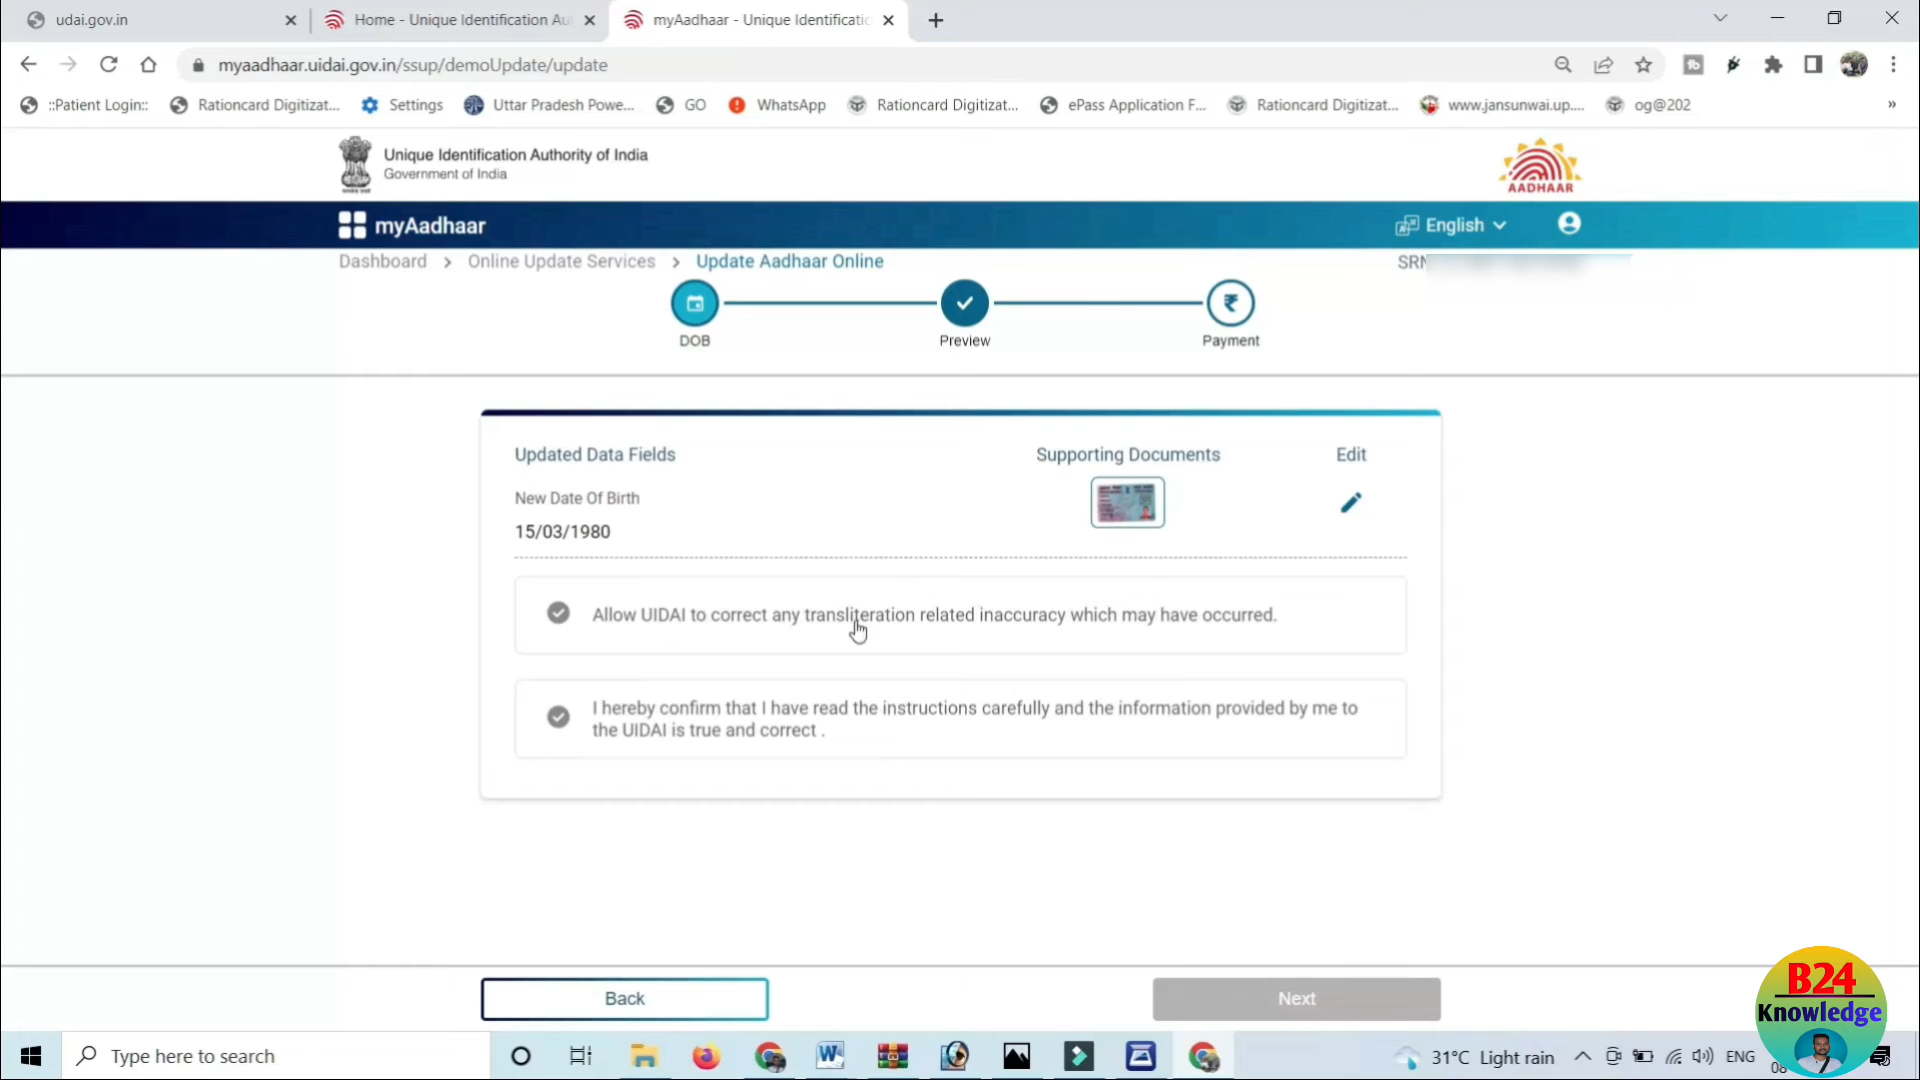 udai.gov.in
Home - Unique Identification Au
myAadhaar - Unique Identificatic
myaadhaar.uidai.gov.in/ssup/demoUpdate/update
::Patient Login::
Rationcard Digitizat...
Settings
Uttar Pradesh Powe...
GO
WhatsApp
Rationcard Digitizat...
ePass Application F...
Rationcard Digitizat...
www.jansunwai.up....
og@202
»
Unique Identification Authority of India
Government of India
AADHAAR
myAadhaar
English
Dashboard > Online Update Services > Update Aadhaar Online
SRN
DOB
Preview
₹
Payment
Updated Data Fields
Supporting Documents
Edit
New Date Of Birth
15/03/1980
Allow UIDAI to correct any transliteration related inaccuracy which may have occurred.
I hereby confirm that I have read the instructions carefully and the information provided by me to
the UIDAI is true and correct .
Back
Next
B24
Knowledge
Type here to search
31°C Light rain
ENG
08